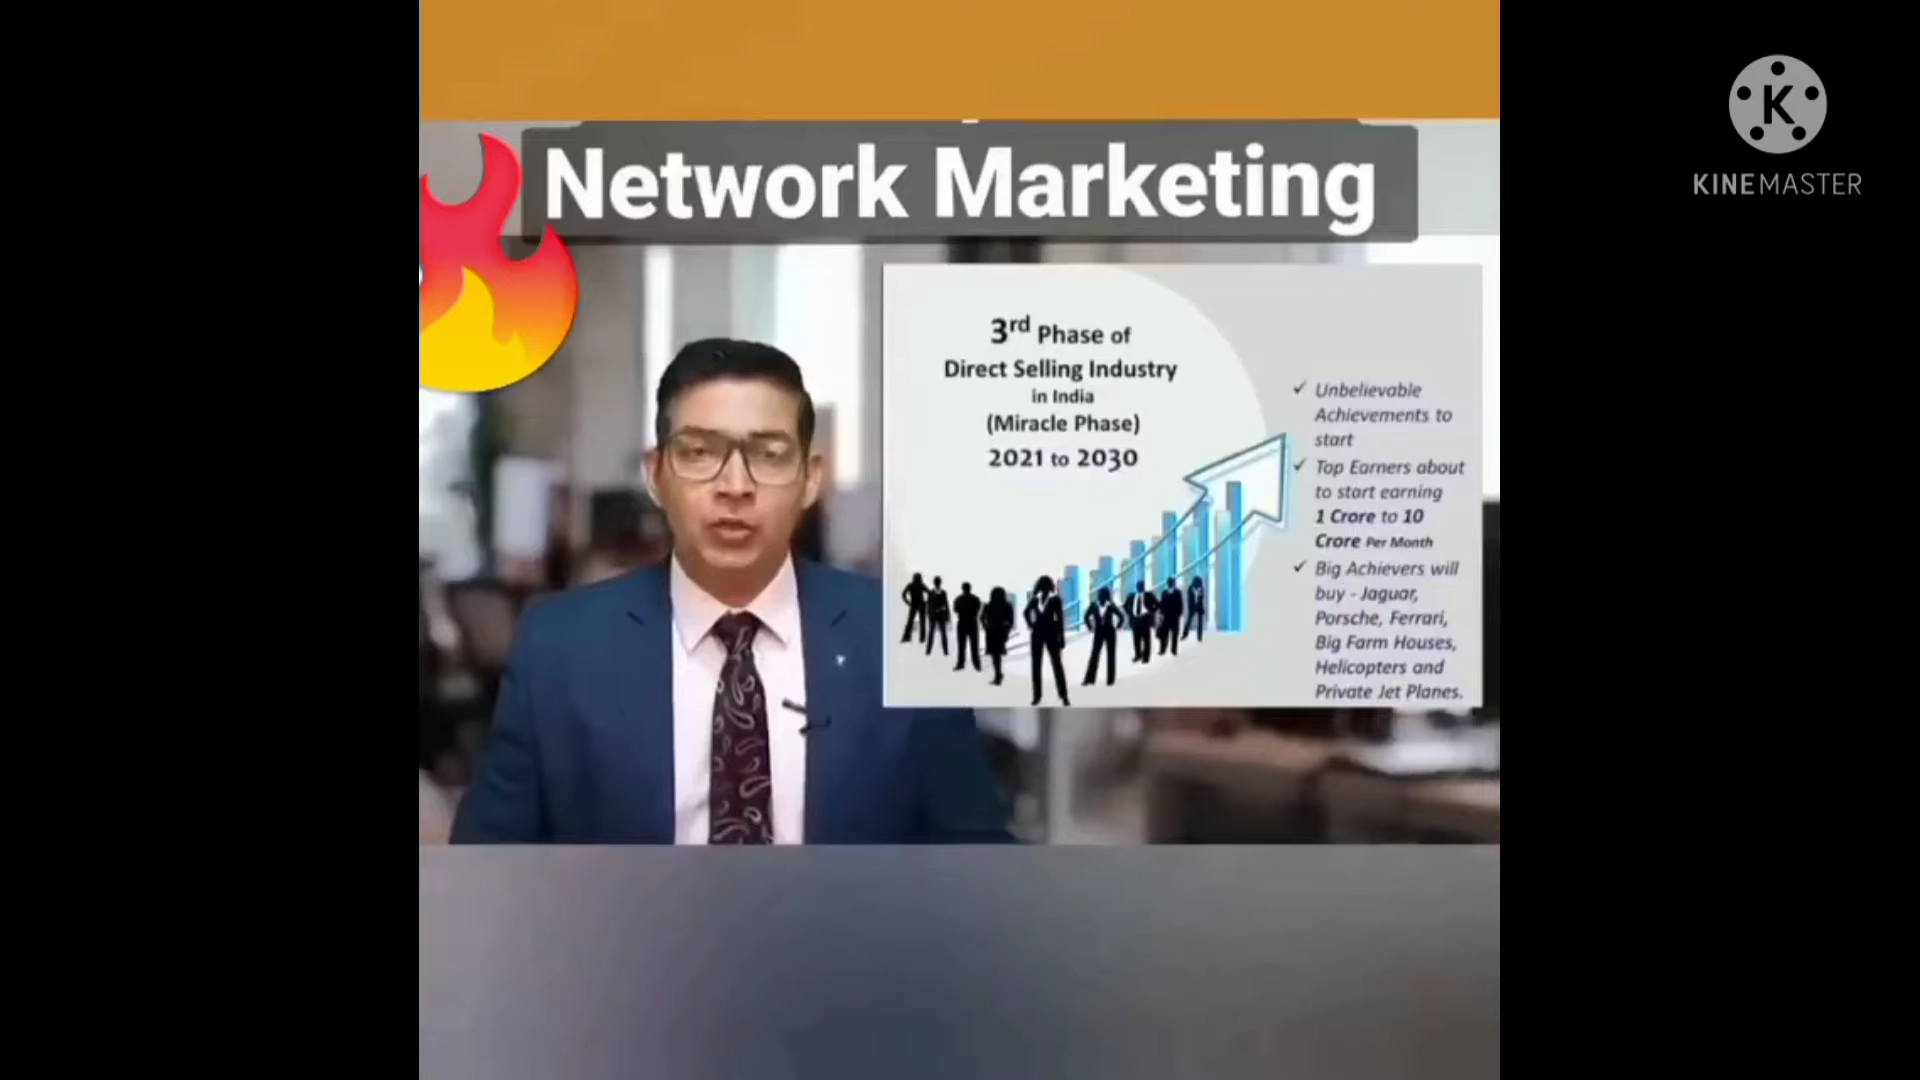 Network Marketing
KINEMASTER
3rd Phase of
Direct Selling Industry
in India
(Miracle Phase)
2021 to 2030
✓ Unbelievable
Achievements to
start
✓ Top Earners about
to start earning
1 Crore to 10
Crore Per Month
✓ Big Achievers will
buy - Jaguar,
Porsche, Ferrari,
Big Farm Houses,
Helicopters and
Private Jet Planes.